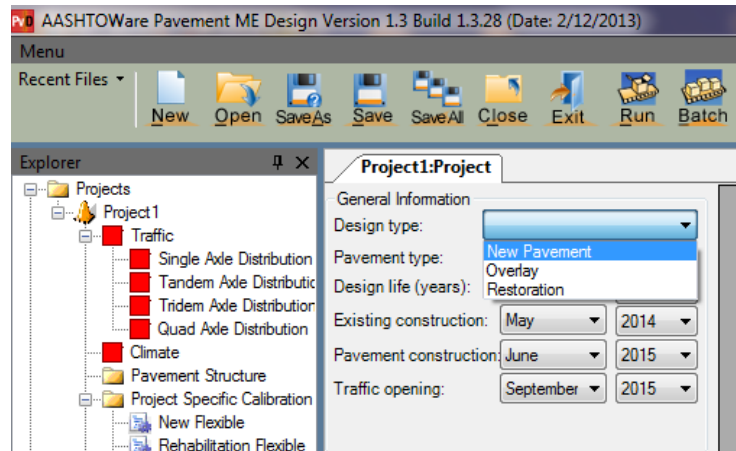 AASHTOWare Pavement ME Design Version 1.3 Build 1.3.28 (Date: 2/12/2013)
Menu
Recent Files
New Open SaveAs Save SaveAll Close Exit Run Batch
Explorer
Projects
Project1
Traffic
Single Axle Distribution
Tandem Axle Distributic
Tridem Axle Distribution
Quad Axle Distribution
Climate
Pavement Structure
Project Specific Calibration
New Flexible
Rehabilitation Flexible
Project1:Project
General Information
Design type:
New Pavement
Overlay
Restoration
Pavement type:
Design life (years):
Existing construction: May 2014
Pavement construction: June 2015
Traffic opening: September 2015